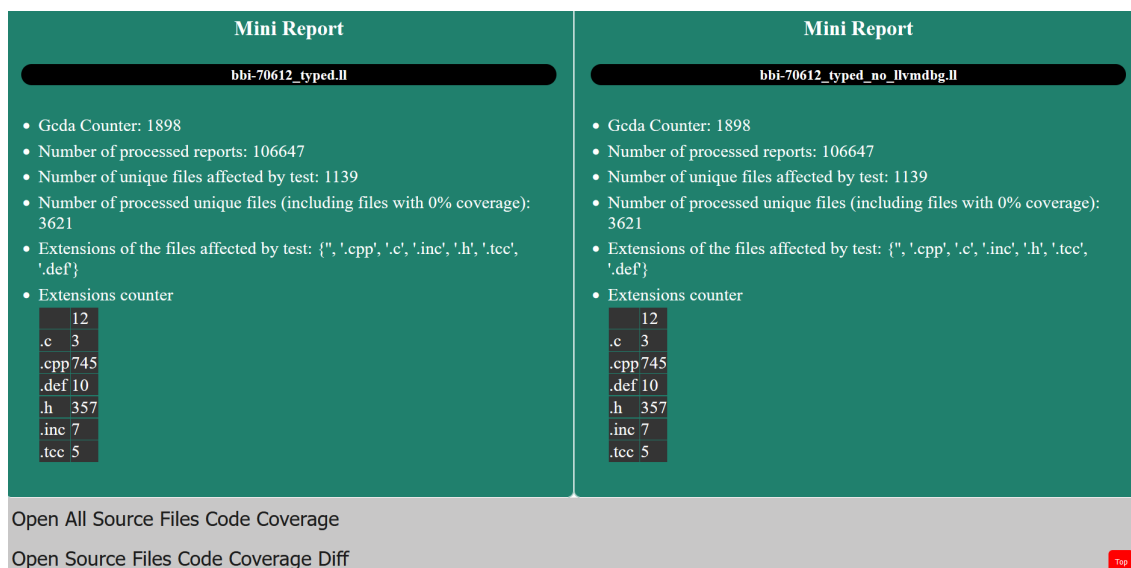 Mini Report
bbi-70612_typed.ll
• Gcda Counter: 1898
• Number of processed reports: 106647
• Number of unique files affected by test: 1139
• Number of processed unique files (including files with 0% coverage):
3621
• Extensions of the files affected by test: {'', '.cpp', '.c', '.inc', '.h', '.tcc',
'.def'}
• Extensions counter
12
.c 3
.cpp 745
.def 10
.h 357
.inc 7
.tcc 5
Mini Report
bbi-70612_typed_no_llvmdbg.ll
• Gcda Counter: 1898
• Number of processed reports: 106647
• Number of unique files affected by test: 1139
• Number of processed unique files (including files with 0% coverage):
3621
• Extensions of the files affected by test: {'', '.cpp', '.c', '.inc', '.h', '.tcc',
'.def'}
• Extensions counter
12
.c 3
.cpp 745
.def 10
.h 357
.inc 7
.tcc 5
Open All Source Files Code Coverage
Open Source Files Code Coverage Diff
Top